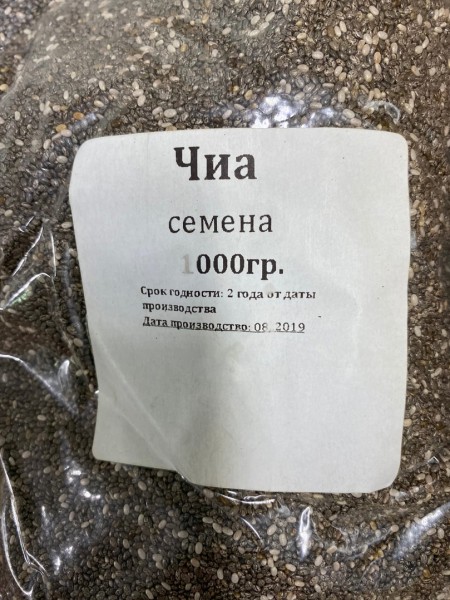 Чиа
семена
1000гр.
Срок годности: 2 года от даты
производства
Дата производство: 08. 2019